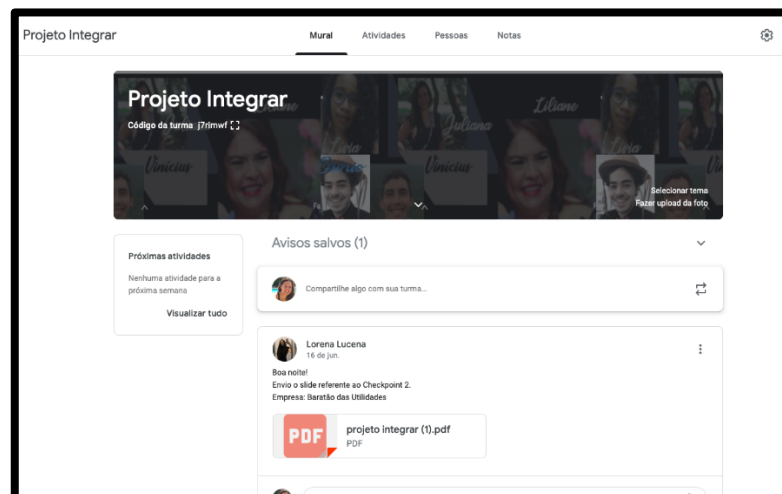 Projeto Integrar
Mural Atividades Pessoas Notas
Projeto Integrar
Código da turma j7rimwf
Liliane
Juliana
Livia
Vinicius
Vinicius
Selecionar tema
Fazer upload da foto
Próximas atividades
Nenhuma atividade para a
próxima semana
Visualizar tudo
Avisos salvos (1)
Compartilhe algo com sua turma...
Lorena Lucena
16 de jun.
Boa noite!
Envio o slide referente ao Checkpoint 2.
Empresa: Baratão das Utilidades
PDF
projeto integrar (1).pdf
PDF